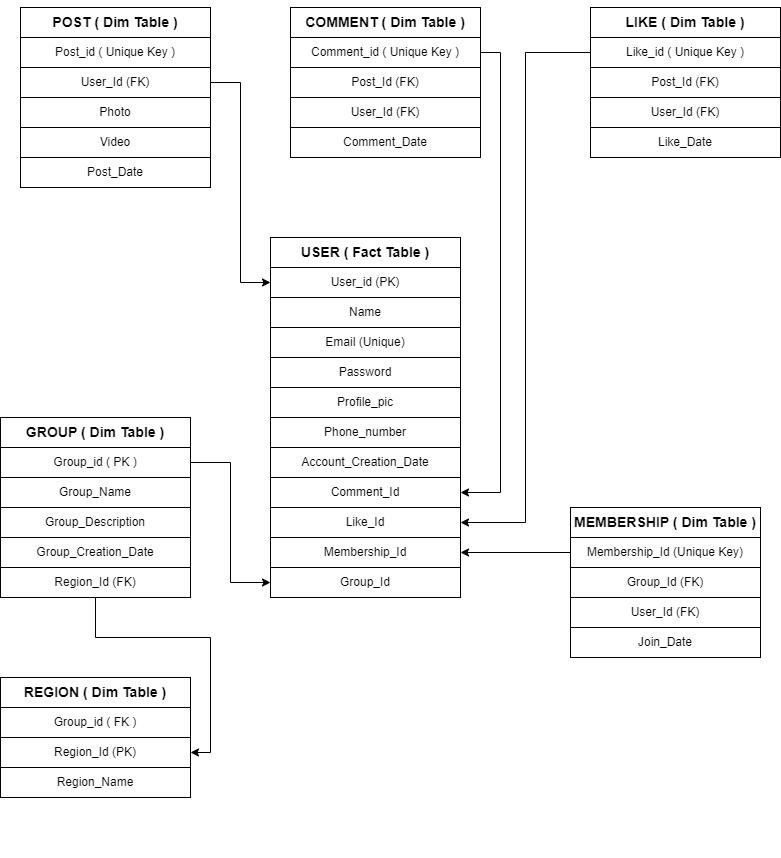 POST ( Dim Table )
Post_id ( Unique Key )
User_Id (FK)
Photo
Video
Post_Date
COMMENT ( Dim Table )
Comment_id ( Unique Key )
Post_Id (FK)
User_Id (FK)
Comment_Date
LIKE ( Dim Table )
Like_id ( Unique Key )
Post_Id (FK)
User_Id (FK)
Like_Date
USER ( Fact Table )
User_id (PK)
Name
Email (Unique)
Password
Profile_pic
Phone_number
Account_Creation_Date
Comment_Id
Like_Id
Membership_Id
Group_Id
GROUP ( Dim Table )
Group_id ( PK )
Group_Name
Group_Description
Group_Creation_Date
Region_Id (FK)
MEMBERSHIP ( Dim Table )
Membership_Id (Unique Key)
Group_Id (FK)
User_Id (FK)
Join_Date
REGION ( Dim Table )
Group_id ( FK )
Region_Id (PK)
Region_Name